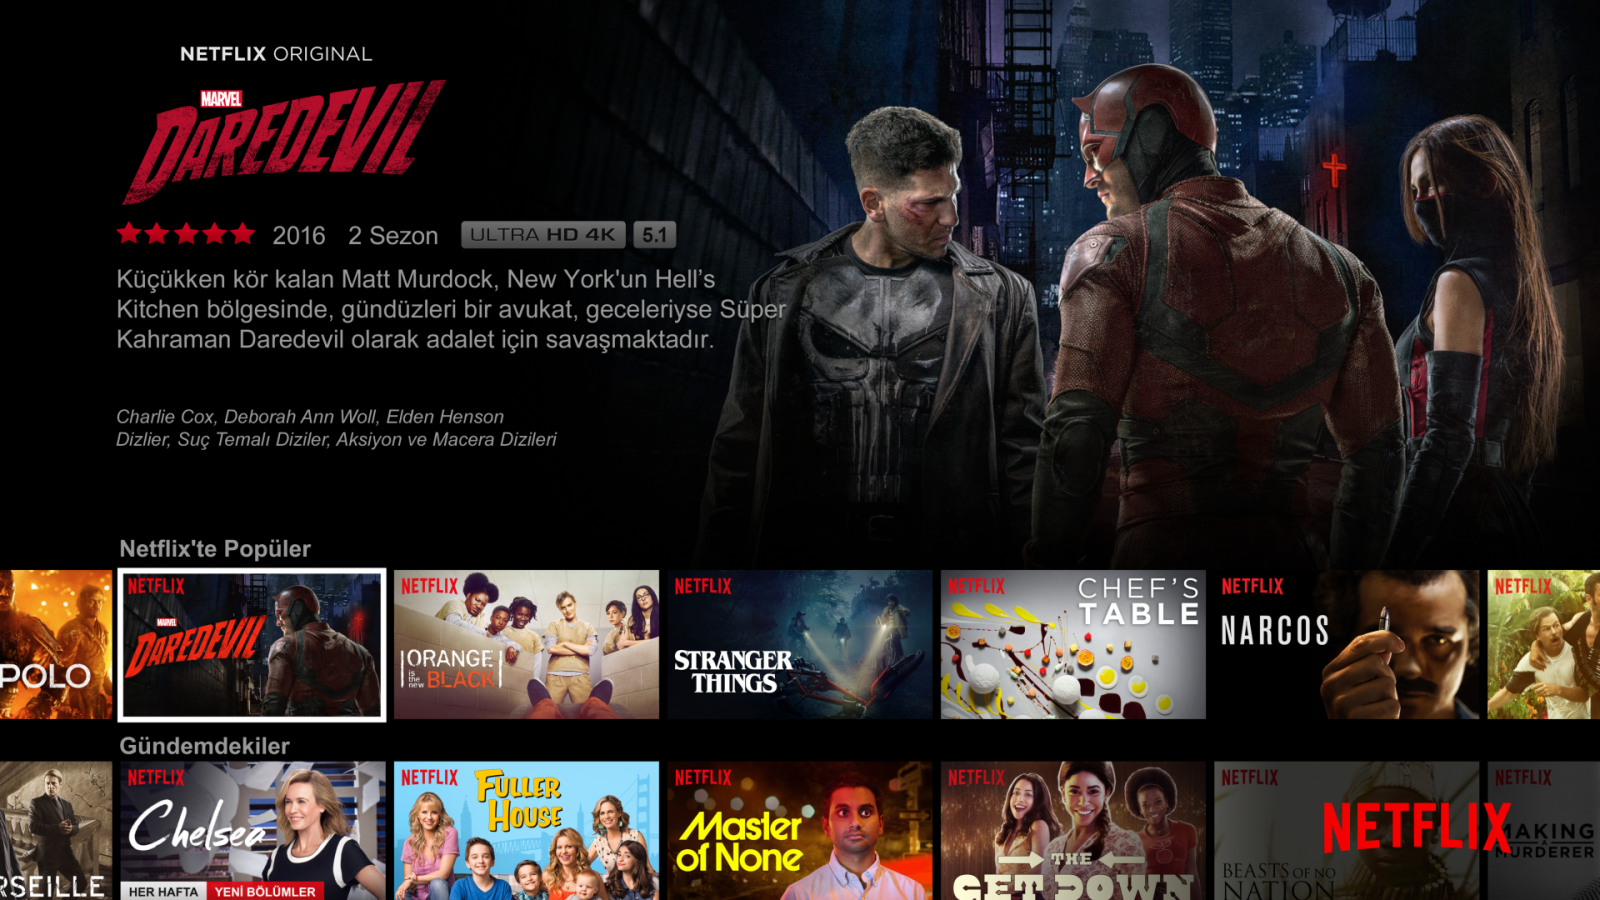 NETFLIX ORIGINAL
MARVEL
DAREDEVIL
2016 2 Sezon ULTRA HD 4K 5.1
Küçükken kör kalan Matt Murdock, New York'un Hell’s
Kitchen bölgesinde, gündüzleri bir avukat, geceleriyse Süper
Kahraman Daredevil olarak adalet için savaşmaktadır.
Charlie Cox, Deborah Ann Woll, Elden Henson
Dizlier, Suç Temalı Diziler, Aksiyon ve Macera Dizileri
Netflix'te Popüler
POLO
NETFLIX
MARVEL
DAREDEVIL
NETFLIX
ORANGE
is
the
new BLACK
NETFLIX
STRANGER
THINGS
NETFLIX
CHEF'S
TABLE
NETFLIX
NARCOS
NETFLIX
Gündemdekiler
RSEILLE
NETFLIX
Chelsea
HER HAFTA YENİ BÖLÜMLER
NETFLIX
FULLER
HOUSE
NETFLIX
Master
of None
NETFLIX
THE
GET DOWN
NETFLIX
BEASTS OF NO
NATION
NETFLIX
MAKING
A
MURDERER
NETFLIX